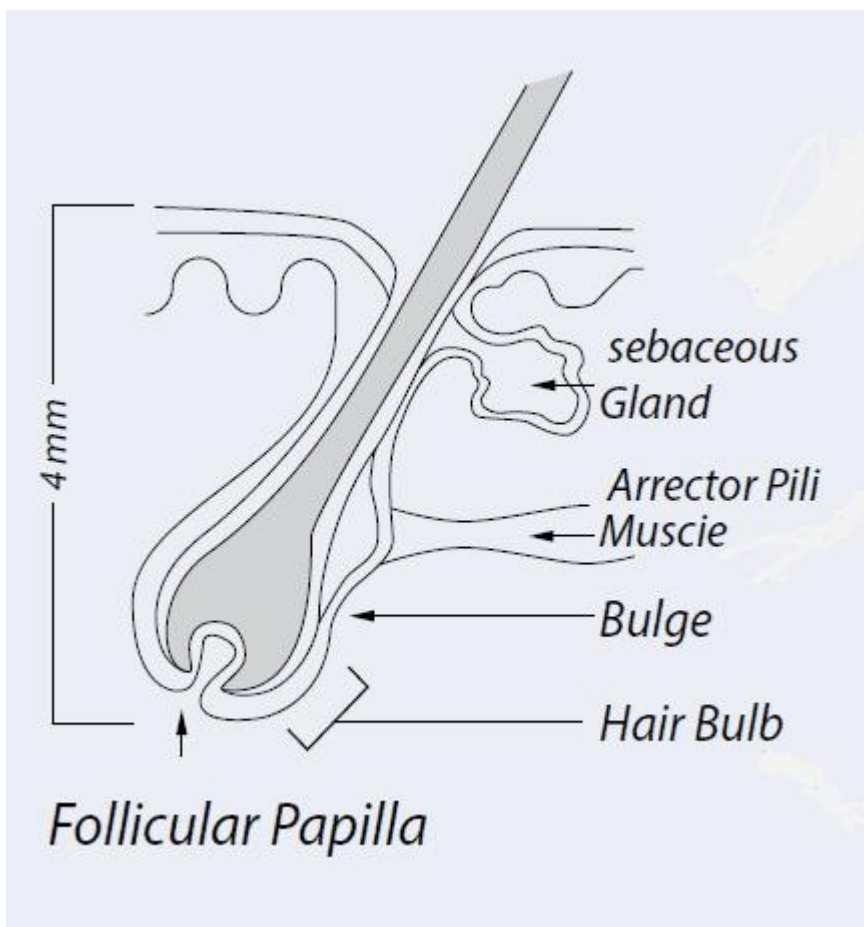 4 mm
sebaceous
Gland
Arrector Pili
Muscie
Bulge
Hair Bulb
Follicular Papilla